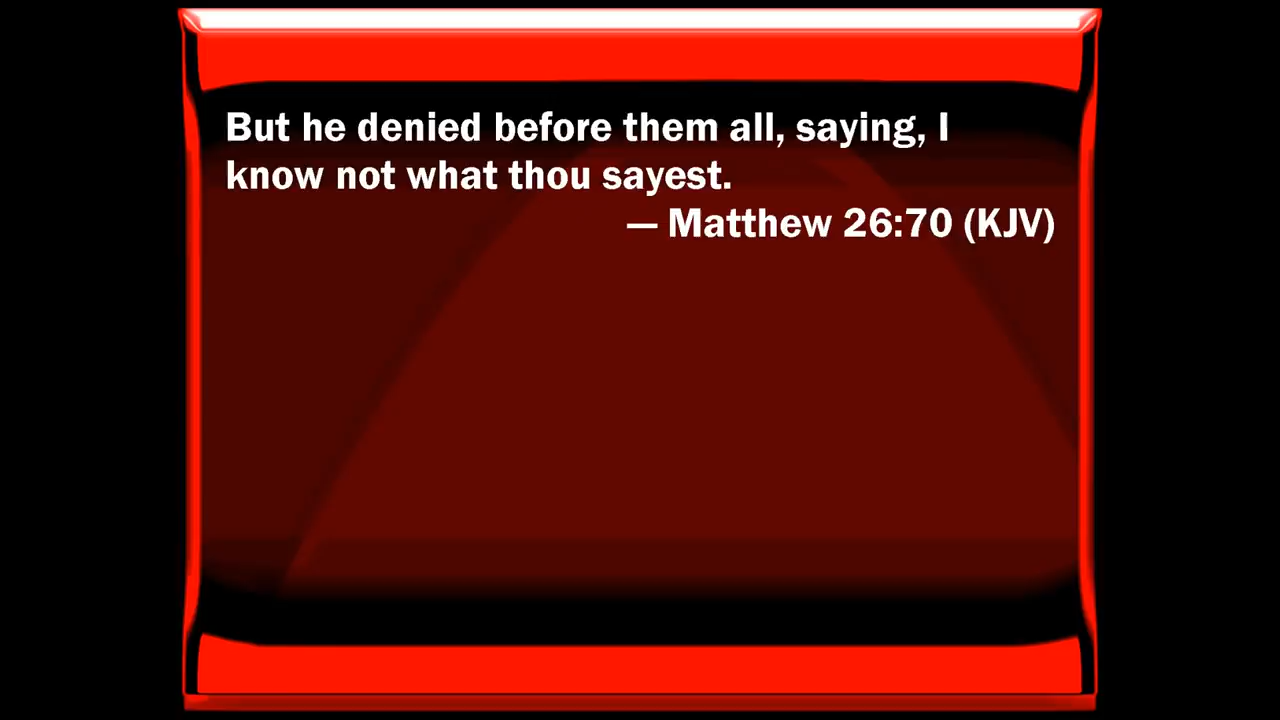 But he denied before them all, saying, I
know not what thou sayest.
— Matthew 26:70 (KJV)